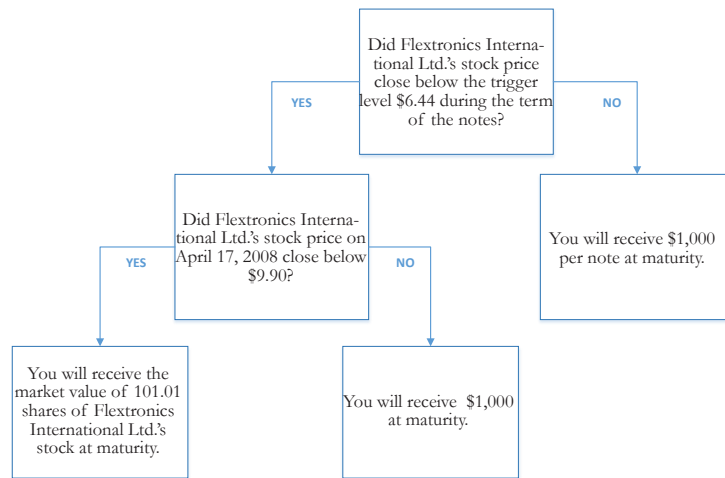 Did Flextronics Interna-
tional Ltd.'s stock price
close below the trigger
level $6.44 during the term
of the notes?
YES
NO
Did Flextronics Interna-
tional Ltd.'s stock price on
April 17, 2008 close below
$9.90?
You will receive $1,000
per note at maturity.
YES
NO
You will receive the
market value of 101.01
shares of Flextronics
International Ltd.'s
stock at maturity.
You will receive $1,000
at maturity.